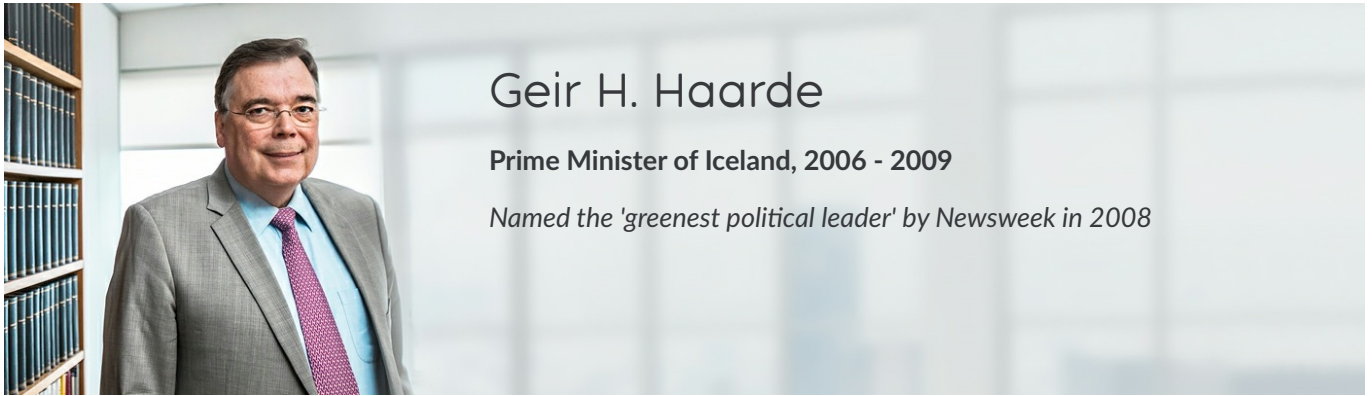 Geir H. Haarde
Prime Minister of Iceland, 2006 - 2009
Named the 'greenest political leader' by Newsweek in 2008